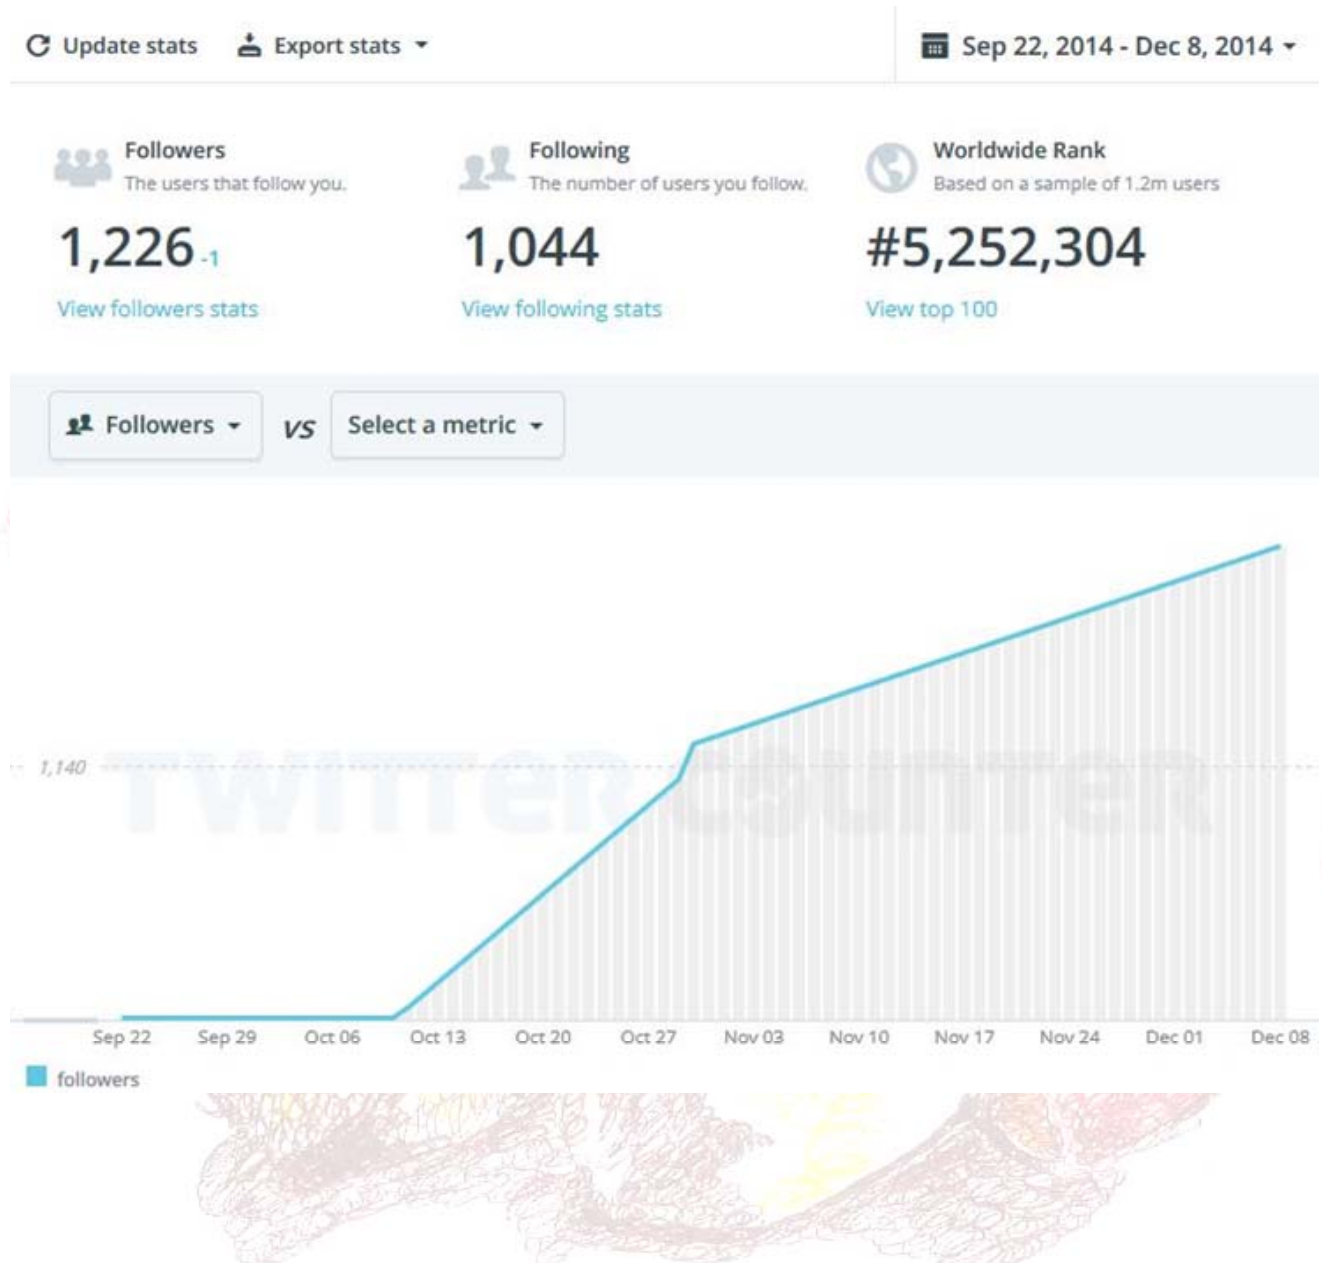 Update stats Export stats Sep 22, 2014 - Dec 8, 2014
Followers
The users that follow you.
1,226 -1
View followers stats
Following
The number of users you follow.
1,044
View following stats
Worldwide Rank
Based on a sample of 1.2m users
#5,252,304
View top 100
Followers vs Select a metric
TWITTER COUNTER
1,140
Sep 22 Sep 29 Oct 06 Oct 13 Oct 20 Oct 27 Nov 03 Nov 10 Nov 17 Nov 24 Dec 01 Dec 08
followers